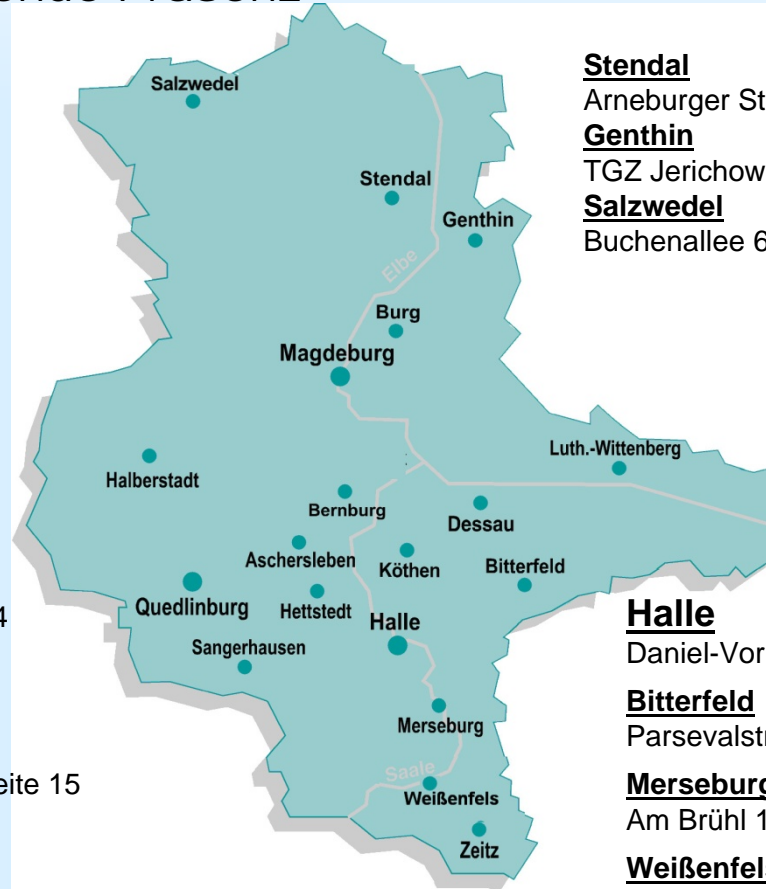 Salzwedel
Stendal
Genthin
Elbe
Burg
Magdeburg
Luth.-Wittenberg
Halberstadt
Bernburg
Dessau
Aschersleben
Köthen
Bitterfeld
Quedlinburg
Hettstedt
Halle
Sangerhausen
Merseburg
Saale
Weißenfels
Zeitz
Stendal
Arneburger St
Genthin
TGZ Jerichow
Salzwedel
Buchenallee 6
4
eite 15
Halle
Daniel-Vor
Bitterfeld
Parsevalst
Merseburg
Am Brühl 1
Weißenfels